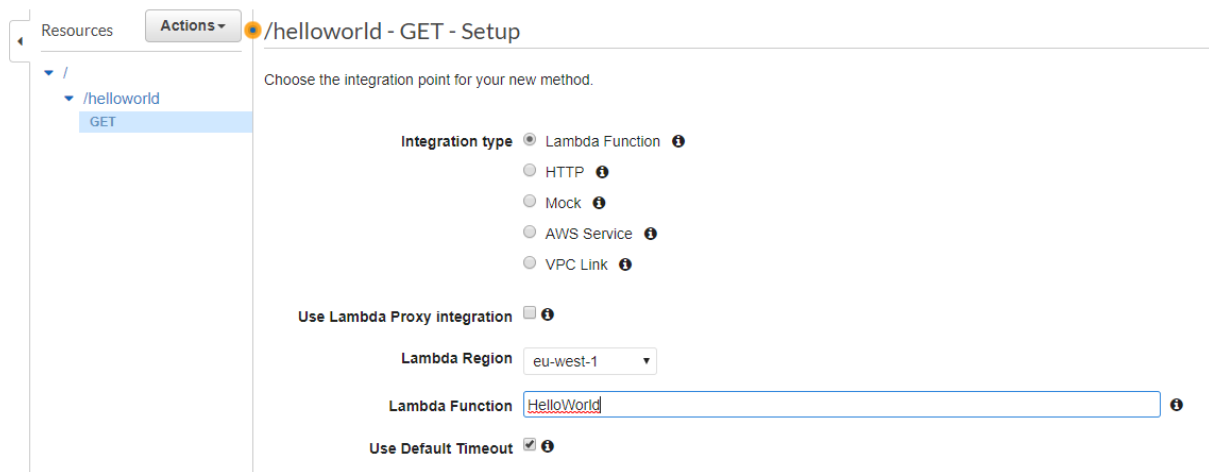 Resources
Actions
/helloworld - GET - Setup
/
/helloworld
GET
Choose the integration point for your new method.
Integration type
Lambda Function
HTTP
Mock
AWS Service
VPC Link
Use Lambda Proxy integration
Lambda Region eu-west-1
Lambda Function HelloWorld
Use Default Timeout